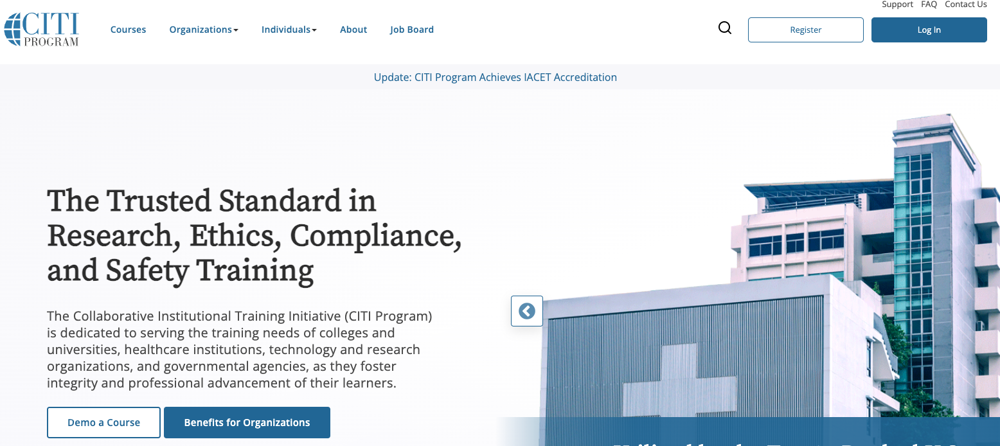 Support FAQ Contact Us
CITI
PROGRAM
Courses Organizations Individuals About Job Board Register Log In
Update: CITI Program Achieves IACET Accreditation
The Trusted Standard in
Research, Ethics, Compliance,
and Safety Training
The Collaborative Institutional Training Initiative (CITI Program)
is dedicated to serving the training needs of colleges and
universities, healthcare institutions, technology and research
organizations, and governmental agencies, as they foster
integrity and professional advancement of their learners.
Demo a Course Benefits for Organizations